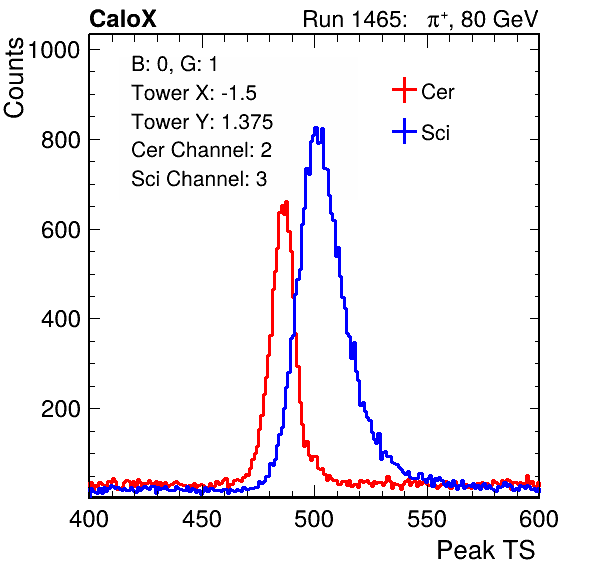 CaloX Run 1465: π⁺, 80 GeV
Counts
1000
800
600
400
200
B: 0, G: 1
Tower X: -1.5
Tower Y: 1.375
Cer Channel: 2
Sci Channel: 3
Cer
Sci
400 450 500 550 600
Peak TS